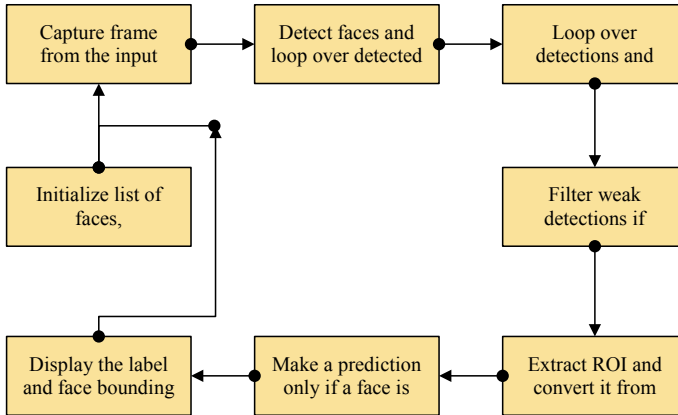 Capture frame
from the input
Detect faces and
loop over detected
Loop over
detections and
Initialize list of
faces,
Filter weak
detections if
Display the label
and face bounding
Make a prediction
only if a face is
Extract ROI and
convert it from